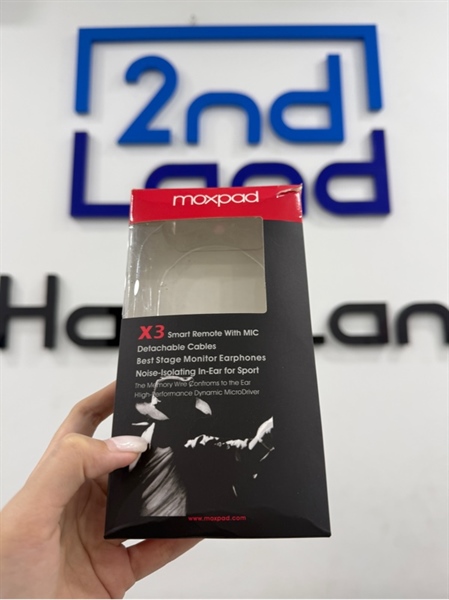 2nd
Land
Ha
Lan
moxpad
X3 Smart Remote With MIC
Detachable Cables
Best Stage Monitor Earphones
Noise-Isolating In-Ear for Sport
The Memory Wire Controms to the Ear
High-Performance Dynamic MicroDriver
www.moxpad.com